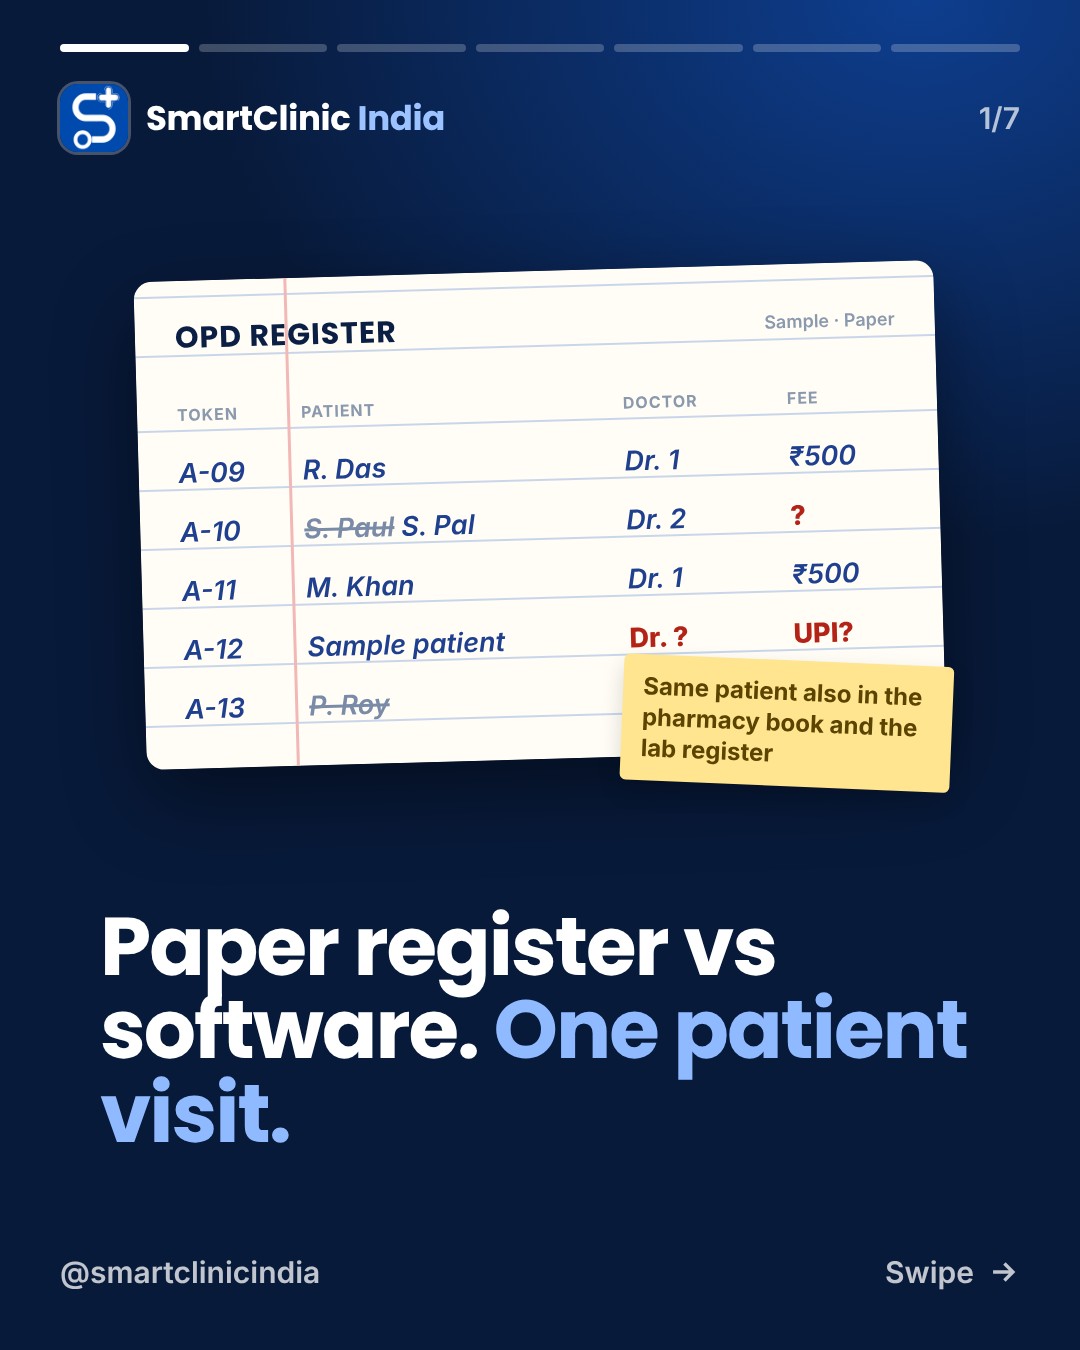 SmartClinic India
1/7
OPD REGISTER
Sample · Paper
TOKEN PATIENT DOCTOR FEE
A-09 R. Das Dr. 1 ₹500
A-10 S. Paul S. Pal Dr. 2 ?
A-11 M. Khan Dr. 1 ₹500
A-12 Sample patient Dr. ? UPI?
A-13 P. Roy
Same patient also in the
pharmacy book and the
lab register
Paper register vs
software. One patient
visit.
@smartclinicindia
Swipe →